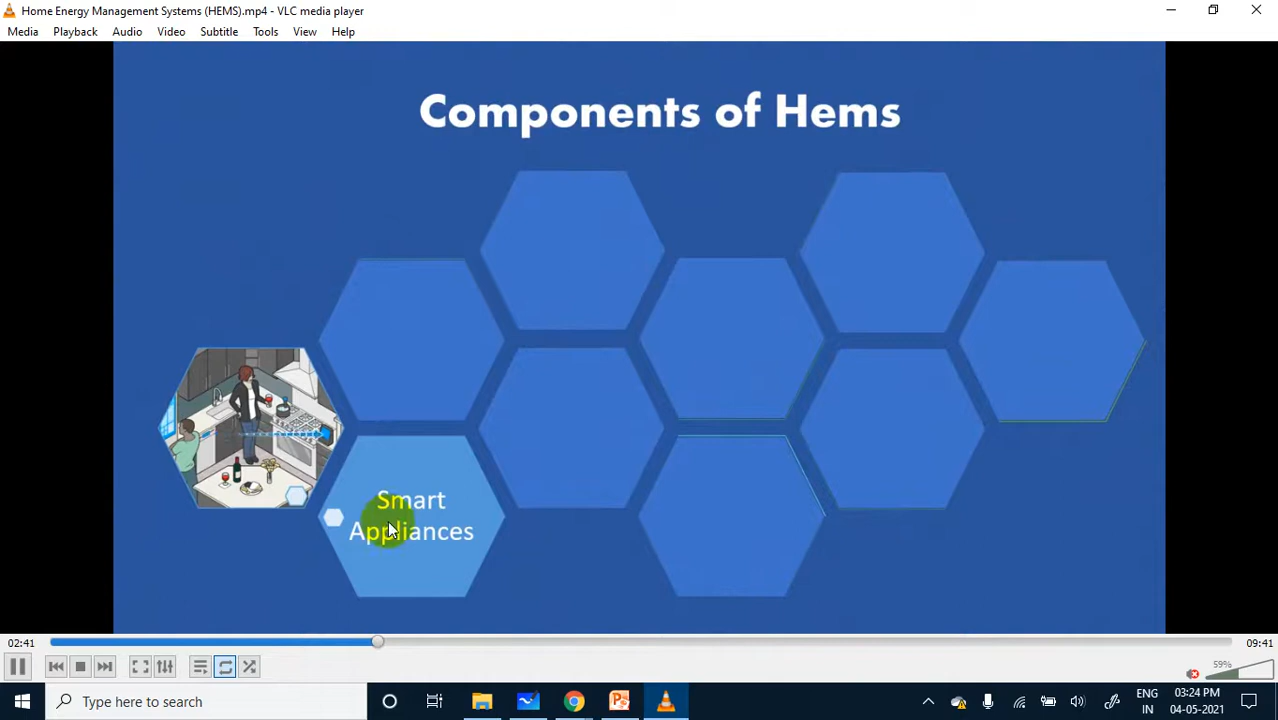 Home Energy Management Systems (HEMS).mp4 - VLC media player
Media Playback Audio Video Subtitle Tools View Help
Components of Hems
Smart
Appliances
02:41
09:41
59%
Type here to search
ENG
IN
03:24 PM
04-05-2021